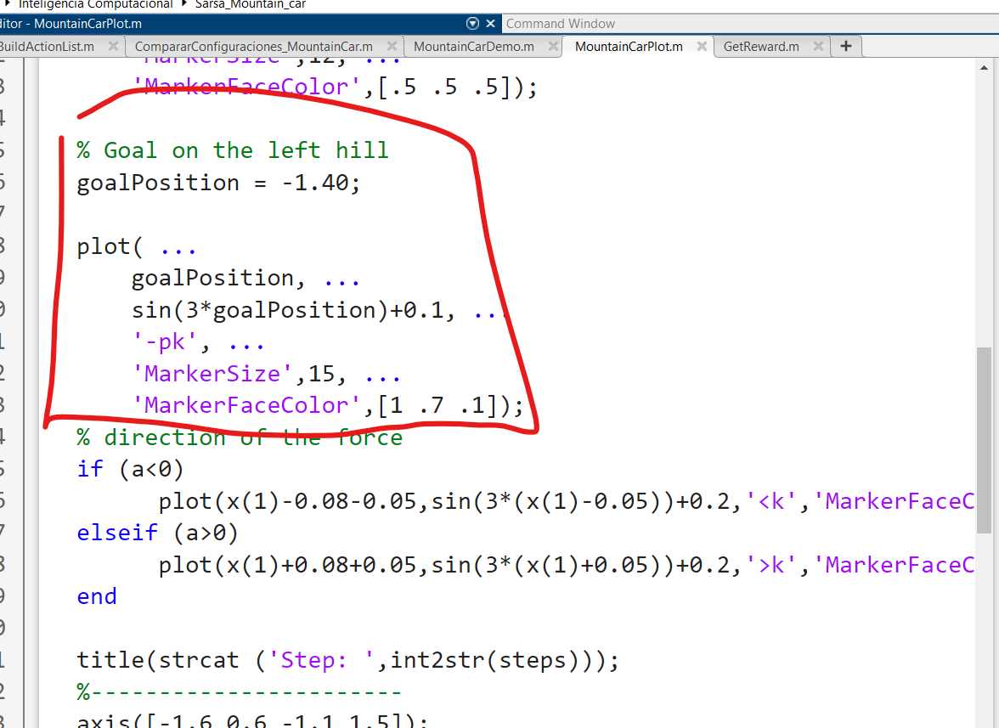 Inteligencia Computacional Sarsa_Mountain_car
ditor - MountainCarPlot.m Command Window
BuildActionList.m CompararConfiguraciones_MountainCar.m MountainCarDemo.m MountainCarPlot.m GetReward.m +
'MarkerSize',12, ...
'MarkerFaceColor',[.5 .5 .5]);
% Goal on the left hill
goalPosition = -1.40;
plot( ...
goalPosition, ...
sin(3*goalPosition)+0.1, ...
'-pk', ...
'MarkerSize',15, ...
'MarkerFaceColor',[1 .7 .1]);
% direction of the force
if (a<0)
plot(x(1)-0.08-0.05,sin(3*(x(1)-0.05))+0.2,'<k','MarkerFaceC
elseif (a>0)
plot(x(1)+0.08+0.05,sin(3*(x(1)+0.05))+0.2,'>k','MarkerFaceC
end
title(strcat ('Step: ',int2str(steps)));
%-----------------------
axis([-1.6 0.6 -1.1 1.5]);